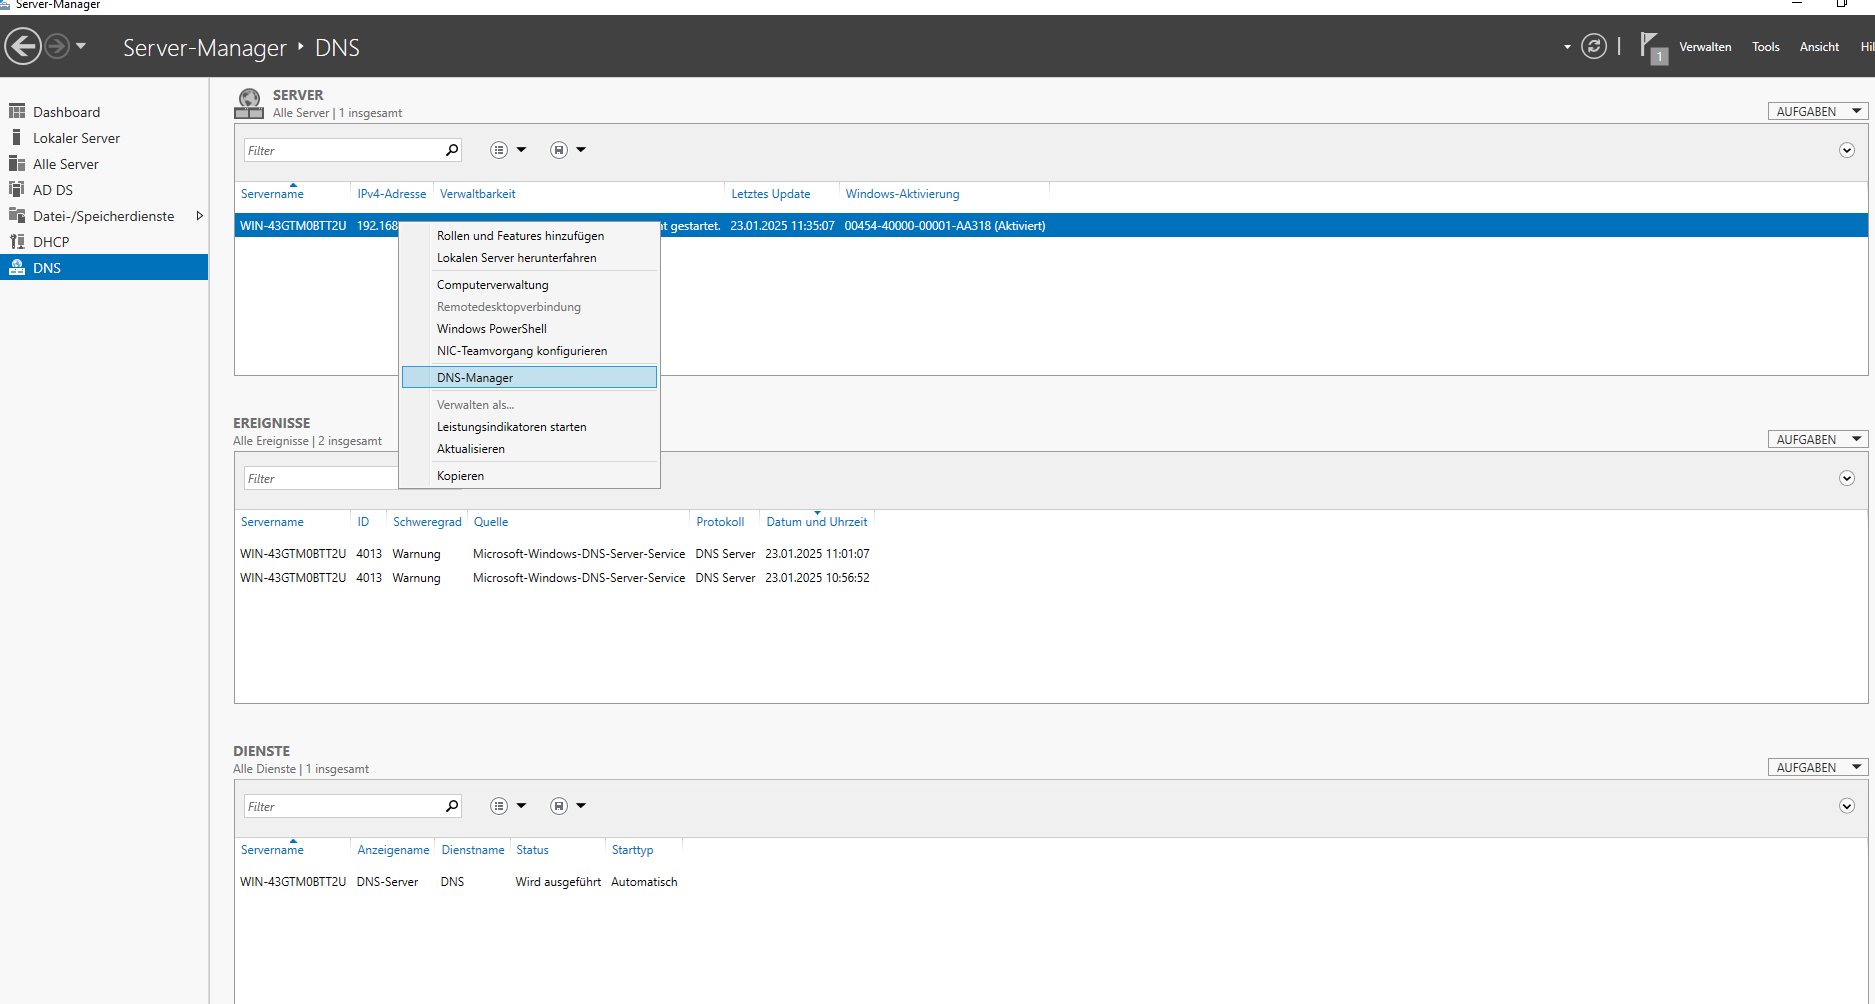 Server-Manager
Server-Manager ‣ DNS
1
Verwalten
Tools
Ansicht
Dashboard
Lokaler Server
Alle Server
AD DS
Datei-/Speicherdienste
DHCP
DNS
SERVER
Alle Server | 1 insgesamt
AUFGABEN
Filter
Servername IPv4-Adresse Verwaltbarkeit Letztes Update Windows-Aktivierung
WIN-43GTM0BTT2U 192.168 t gestartet. 23.01.2025 11:35:07 00454-40000-00001-AA318 (Aktiviert)
Rollen und Features hinzufügen
Lokalen Server herunterfahren
Computerverwaltung
Remotedesktopverbindung
Windows PowerShell
NIC-Teamvorgang konfigurieren
DNS-Manager
Verwalten als...
Leistungsindikatoren starten
Aktualisieren
Kopieren
EREIGNISSE
Alle Ereignisse | 2 insgesamt
AUFGABEN
Filter
Servername ID Schweregrad Quelle Protokoll Datum und Uhrzeit
WIN-43GTM0BTT2U 4013 Warnung Microsoft-Windows-DNS-Server-Service DNS Server 23.01.2025 11:01:07
WIN-43GTM0BTT2U 4013 Warnung Microsoft-Windows-DNS-Server-Service DNS Server 23.01.2025 10:56:52
DIENSTE
Alle Dienste | 1 insgesamt
AUFGABEN
Filter
Servername Anzeigename Dienstname Status Starttyp
WIN-43GTM0BTT2U DNS-Server DNS Wird ausgeführt Automatisch